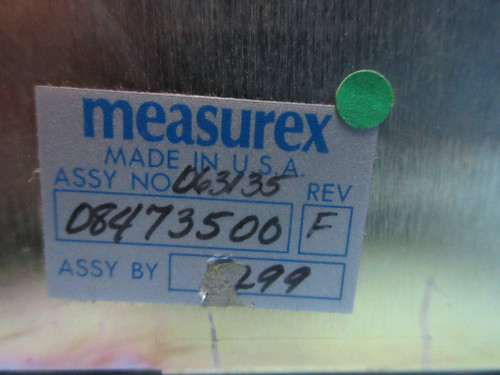 measurex
MADE IN U.S.A.
ASSY NO 063135 REV
08473500 F
ASSY BY 299